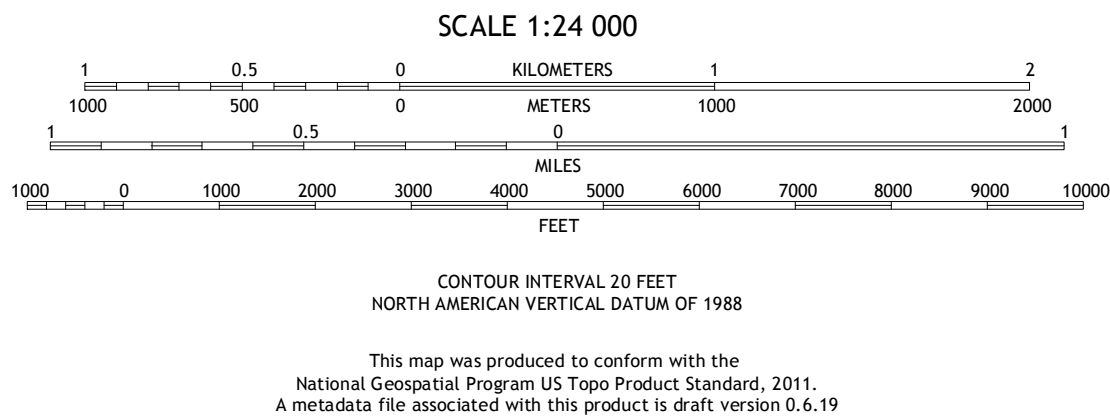 SCALE 1:24 000
1 0.5 0 KILOMETERS 1 2
1000 500 0 METERS 1000 2000
1 0.5 0 1
MILES
1000 0 1000 2000 3000 4000 5000 6000 7000 8000 9000 10000
FEET
CONTOUR INTERVAL 20 FEET
NORTH AMERICAN VERTICAL DATUM OF 1988
This map was produced to conform with the
National Geospatial Program US Topo Product Standard, 2011.
A metadata file associated with this product is draft version 0.6.19